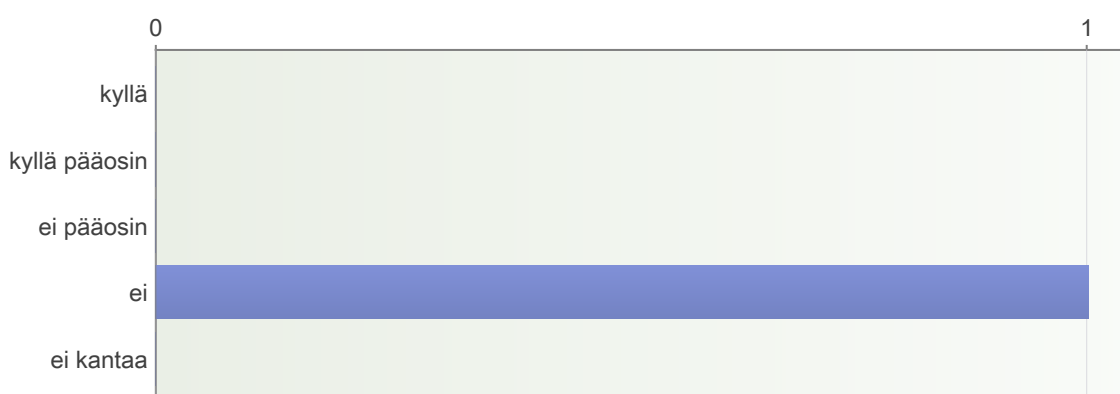 0 1
kyllä
kyllä pääosin
ei pääosin
ei
ei kantaa